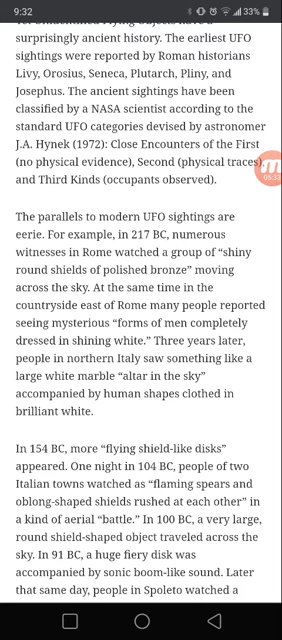 9:32
33%
for Unidentified Flying Objects have a
surprisingly ancient history. The earliest UFO
sightings were reported by Roman historians
Livy, Orosius, Seneca, Plutarch, Pliny, and
Josephus. The ancient sightings have been
classified by a NASA scientist according to the
standard UFO categories devised by astronomer
J.A. Hynek (1972): Close Encounters of the First
(no physical evidence), Second (physical traces),
and Third Kinds (occupants observed).
The parallels to modern UFO sightings are
eerie. For example, in 217 BC, numerous
witnesses in Rome watched a group of “shiny
round shields of polished bronze” moving
across the sky. At the same time in the
countryside east of Rome many people reported
seeing mysterious “forms of men completely
dressed in shining white.” Three years later,
people in northern Italy saw something like a
large white marble “altar in the sky”
accompanied by human shapes clothed in
brilliant white.
In 154 BC, more “flying shield-like disks”
appeared. One night in 104 BC, people of two
Italian towns watched as “flaming spears and
oblong-shaped shields rushed at each other” in
a kind of aerial “battle.” In 100 BC, a very large,
round shield-shaped object traveled across the
sky. In 91 BC, a huge fiery disk was
accompanied by sonic boom-like sound. Later
that same day, people in Spoleto watched a